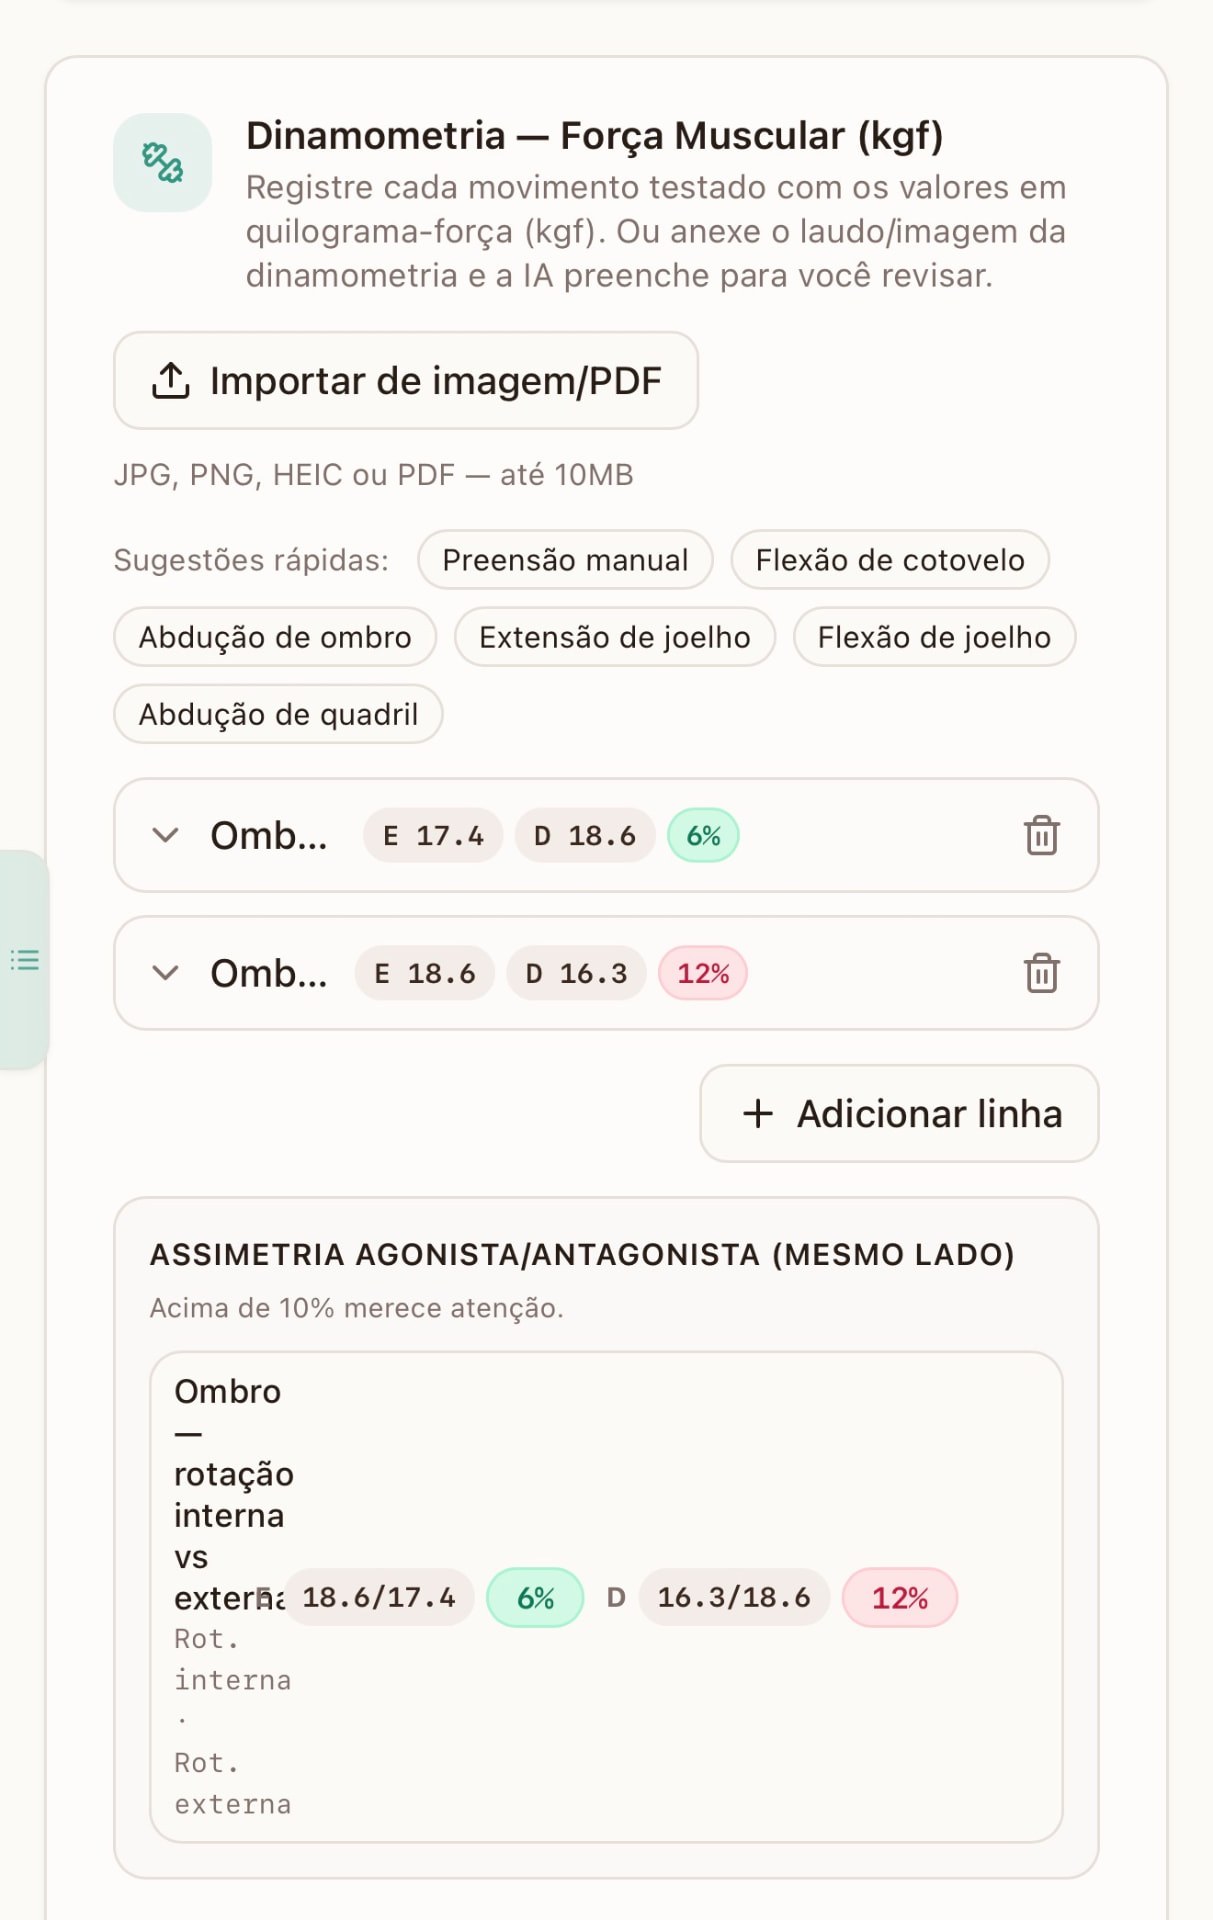 Dinamometria — Força Muscular (kgf)
Registre cada movimento testado com os valores em
quilograma-força (kgf). Ou anexe o laudo/imagem da
dinamometria e a IA preenche para você revisar.
Importar de imagem/PDF
JPG, PNG, HEIC ou PDF — até 10MB
Sugestões rápidas: Preensão manual Flexão de cotovelo
Abdução de ombro Extensão de joelho Flexão de joelho
Abdução de quadril
Omb... E 17.4 D 18.6 6%
Omb... E 18.6 D 16.3 12%
+ Adicionar linha
ASSIMETRIA AGONISTA/ANTAGONISTA (MESMO LADO)
Acima de 10% merece atenção.
Ombro
—
rotação
interna
vs
externa E 18.6/17.4 6% D 16.3/18.6 12%
Rot.
interna
·
Rot.
externa